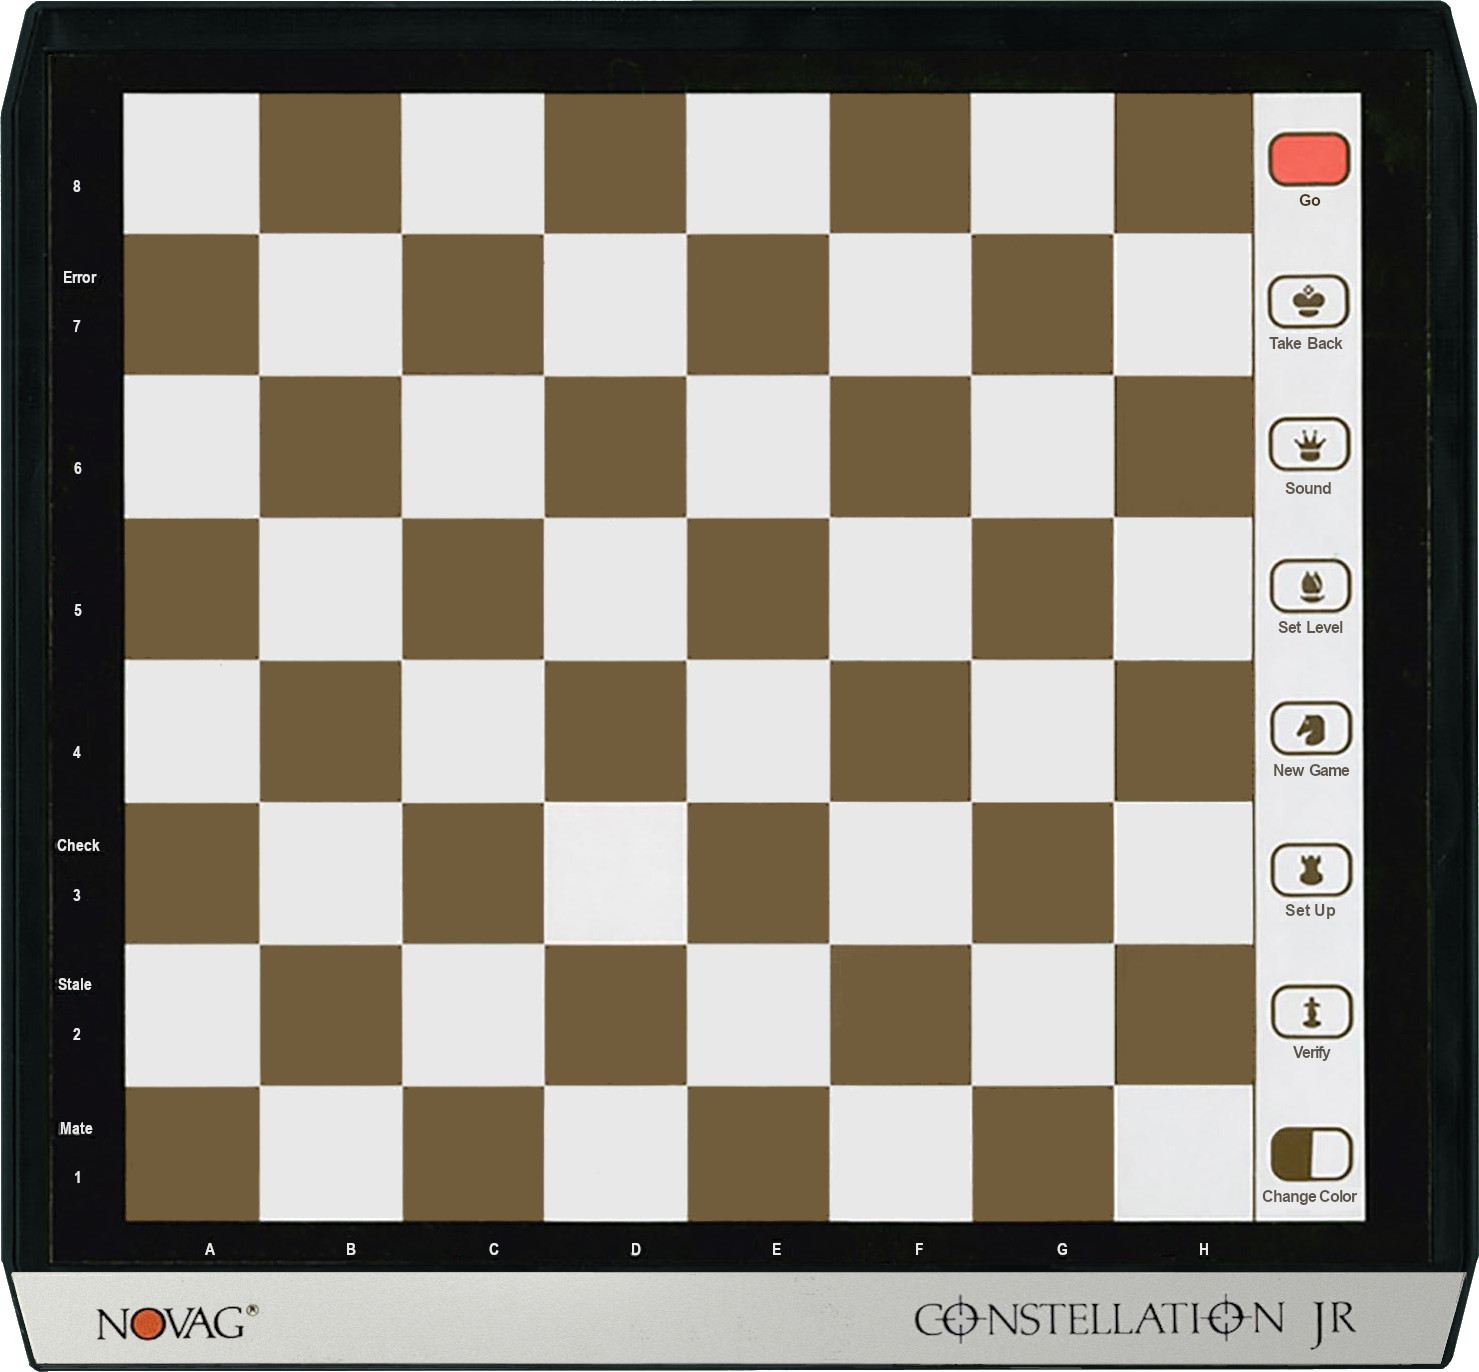 8
Go
Error
7
Take Back
6
Sound
5
Set Level
4
New Game
Check
3
Set Up
Stale
2
Verify
Mate
1
Change Color
A B C D E F G H
NOVAG® CONSTELLATION JR